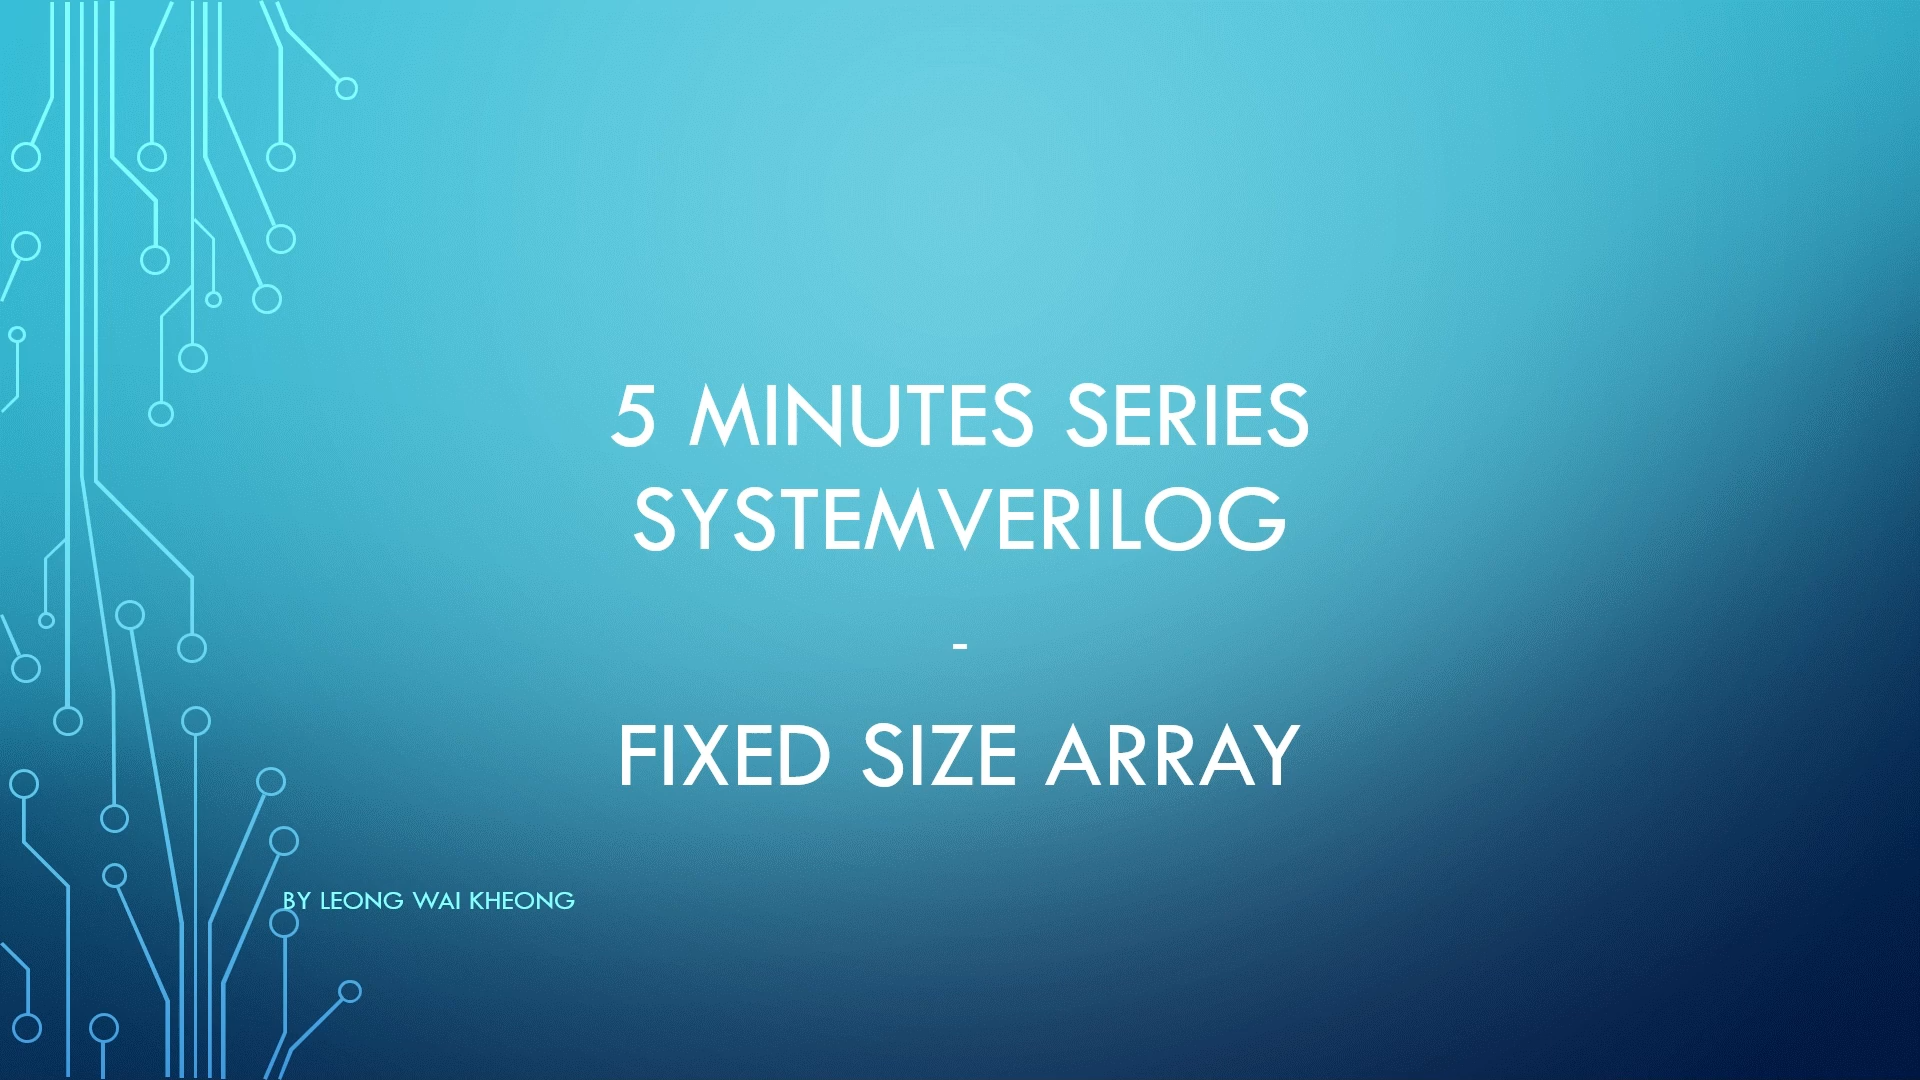 5 MINUTES SERIES
SYSTEMVERILOG
-
FIXED SIZE ARRAY
BY LEONG WAI KHEONG